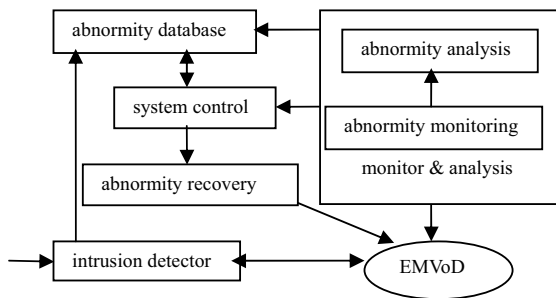 abnormity database
abnormity analysis
system control
abnormity monitoring
monitor & analysis
abnormity recovery
intrusion detector
EMVoD